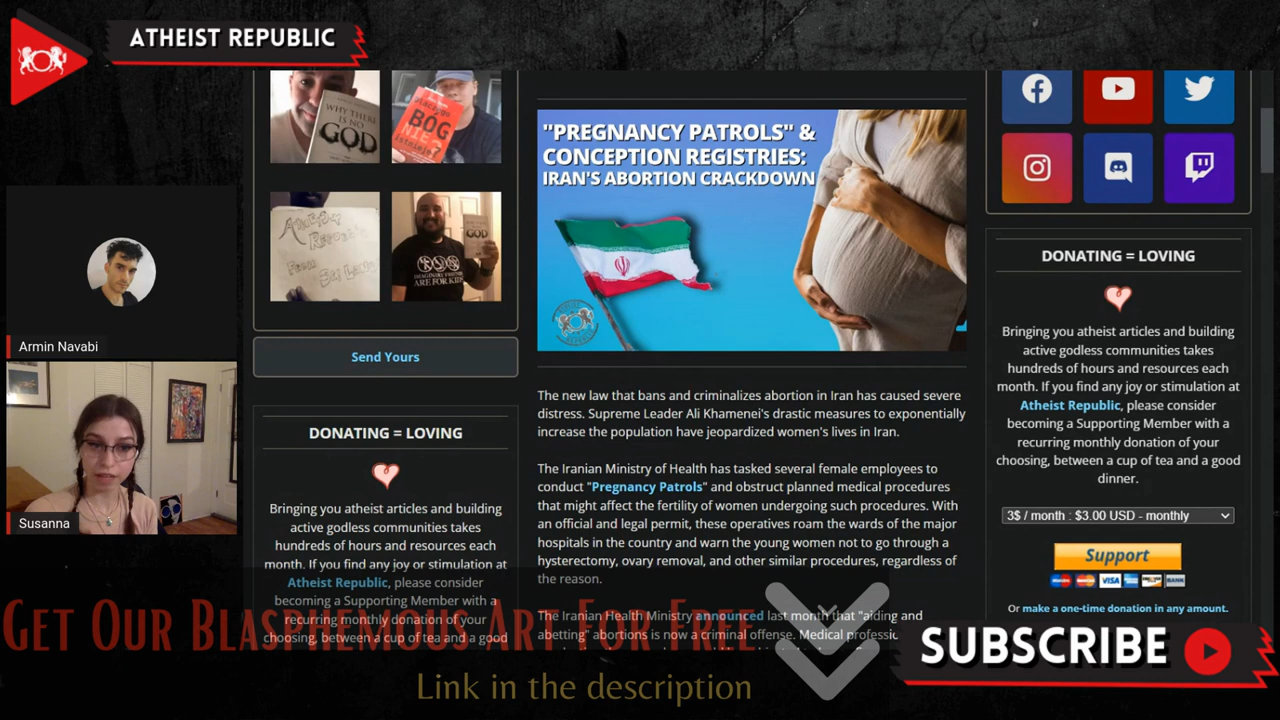 ATHEIST REPUBLIC
WHY THERE
IS NO
GOD
BÓG
NIE
GOD
IMAGINARY FRIENDS
ARE FOR KIDS
Send Yours
DONATING = LOVING
Bringing you atheist articles and building
active godless communities takes
hundreds of hours and resources each
month. If you find any joy or stimulation at
Atheist Republic, please consider
becoming a Supporting Member with a
recurring monthly donation of your
choosing, between a cup of tea and a good
"PREGNANCY PATROLS" &
CONCEPTION REGISTRIES:
IRAN'S ABORTION CRACKDOWN
The new law that bans and criminalizes abortion in Iran has caused severe
distress. Supreme Leader Ali Khamenei's drastic measures to exponentially
increase the population have jeopardized women's lives in Iran.
The Iranian Ministry of Health has tasked several female employees to
conduct "Pregnancy Patrols" and obstruct planned medical procedures
that might affect the fertility of women undergoing such procedures. With
an official and legal permit, these operatives roam the wards of the major
hospitals in the country and warn the young women not to go through a
hysterectomy, ovary removal, and other similar procedures, regardless of
the reason.
The Iranian Health Ministry announced last month that "aiding and
abetting" abortions is now a criminal offense. Medical
DONATING = LOVING
Bringing you atheist articles and building
active godless communities takes
hundreds of hours and resources each
month. If you find any joy or stimulation at
Atheist Republic, please consider
becoming a Supporting Member with a
recurring monthly donation of your
choosing, between a cup of tea and a good
dinner.
3$ / month : $3.00 USD - monthly
Support
VISA
BANK
Or make a one-time donation in any amount.
Armin Navabi
Susanna
Get Our Blasphemous Art For Free
Link in the description
SUBSCRIBE